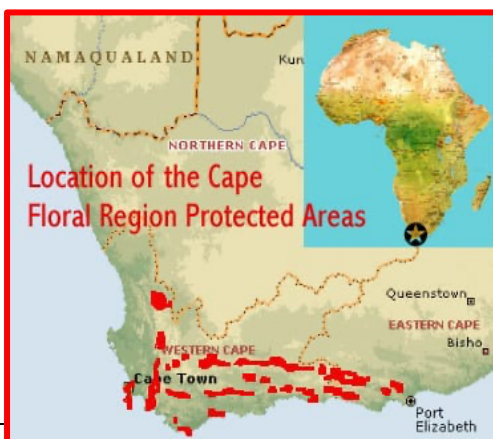 NAMAQUALAND
Kun
NORTHERN CAPE
Location of the Cape
Floral Region Protected Areas
Queenstown
EASTERN CAPE
Bisho
WESTERN CAPE
Cape Town
Port
Elizabeth